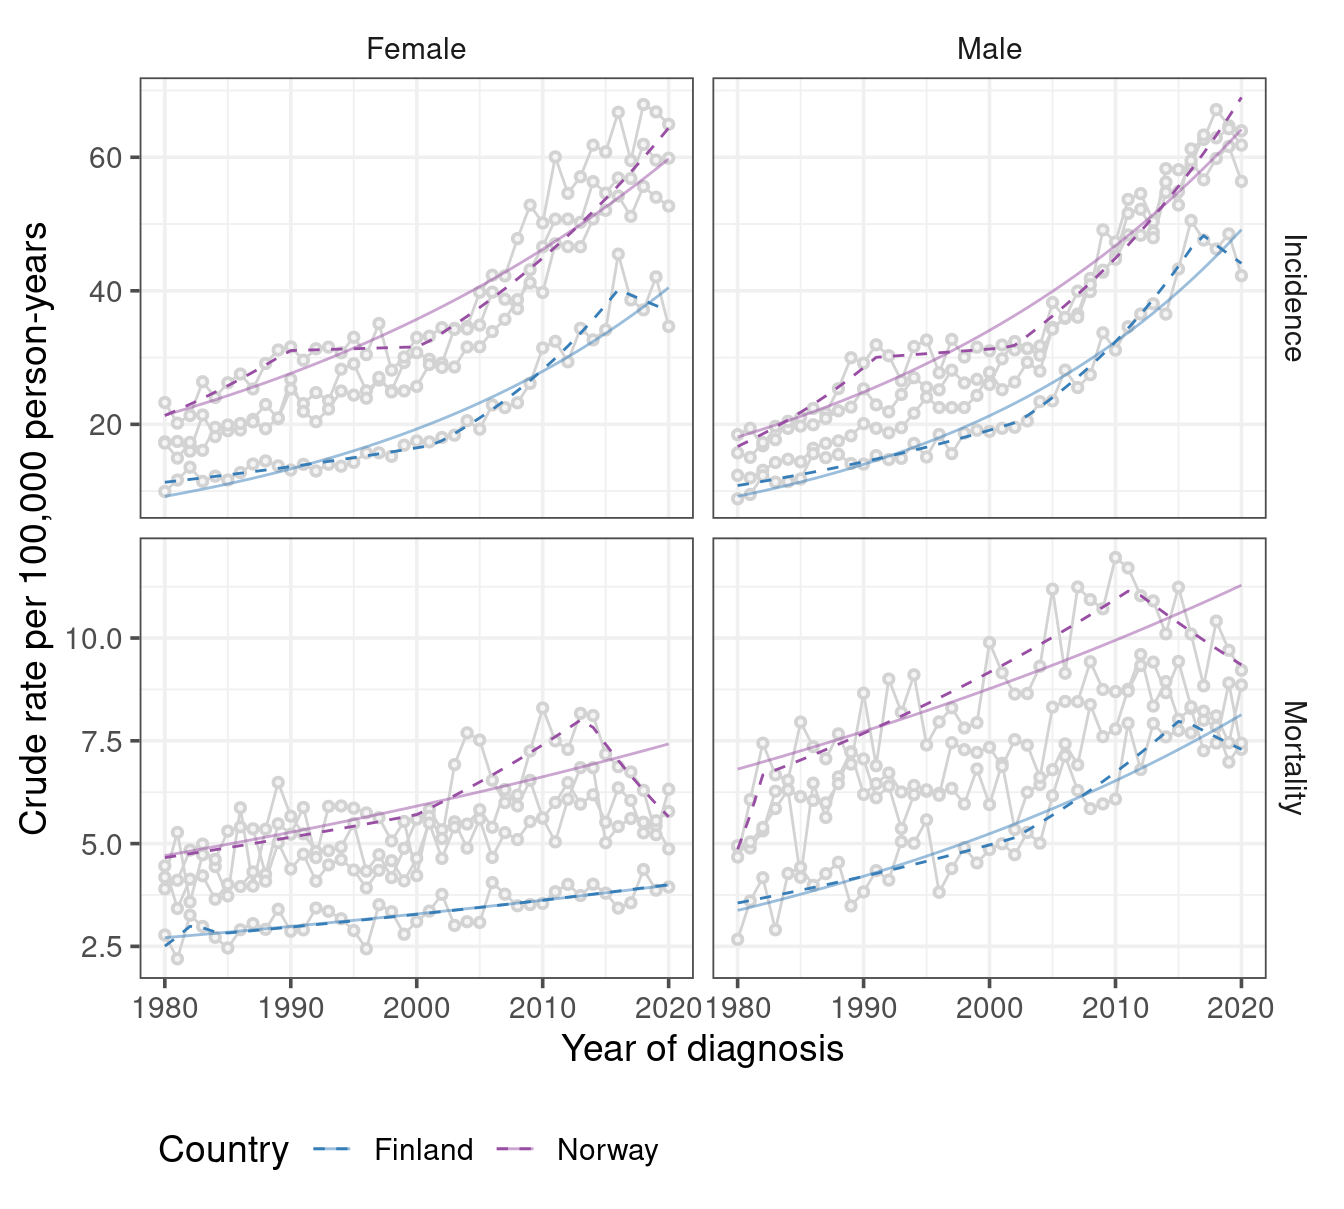 Female
Male
60
40
20
Incidence
10.0
7.5
5.0
2.5
Mortality
Crude rate per 100,000 person-years
1980 1990 2000 2010 2020 1980 1990 2000 2010 2020
Year of diagnosis
Country Finland Norway